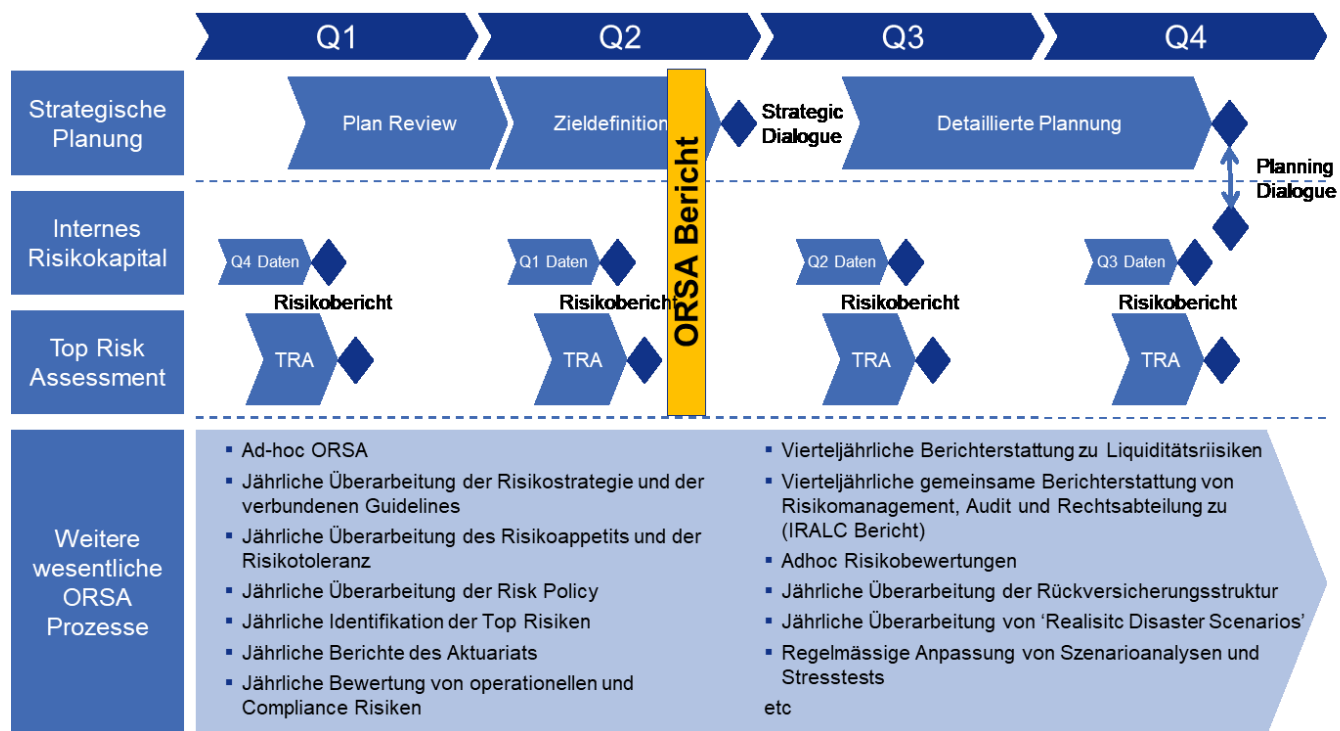 Q1
Q2
Q3
Q4
Strategische
Planung
Plan Review
Zieldefinition
ORSA Bericht
Strategic
Dialogue
Detaillierte Plannung
Planning
Dialogue
Internes
Risikokapital
Q4 Daten
Q1 Daten
Q2 Daten
Q3 Daten
Risikobericht
Risikobericht
Risikobericht
Risikobericht
Top Risk
Assessment
TRA
TRA
TRA
TRA
Weitere
wesentliche
ORSA
Prozesse
▪ Ad-hoc ORSA
▪ Jährliche Überarbeitung der Risikostrategie und der
verbundenen Guidelines
▪ Jährliche Überarbeitung des Risikoappetits und der
Risikotoleranz
▪ Jährliche Überarbeitung der Risk Policy
▪ Jährliche Identifikation der Top Risiken
▪ Jährliche Berichte des Aktuariats
▪ Jährliche Bewertung von operationellen und
Compliance Risiken
▪ Vierteljährliche Berichterstattung zu Liquiditätsriisiken
▪ Vierteljährliche gemeinsame Berichterstattung von
Risikomanagement, Audit und Rechtsabteilung zu
(IRALC Bericht)
▪ Adhoc Risikobewertungen
▪ Jährliche Überarbeitung der Rückversicherungsstruktur
▪ Jährliche Überarbeitung von ‘Realisitc Disaster Scenarios’
▪ Regelmässige Anpassung von Szenarioanalysen und
Stresstests
etc